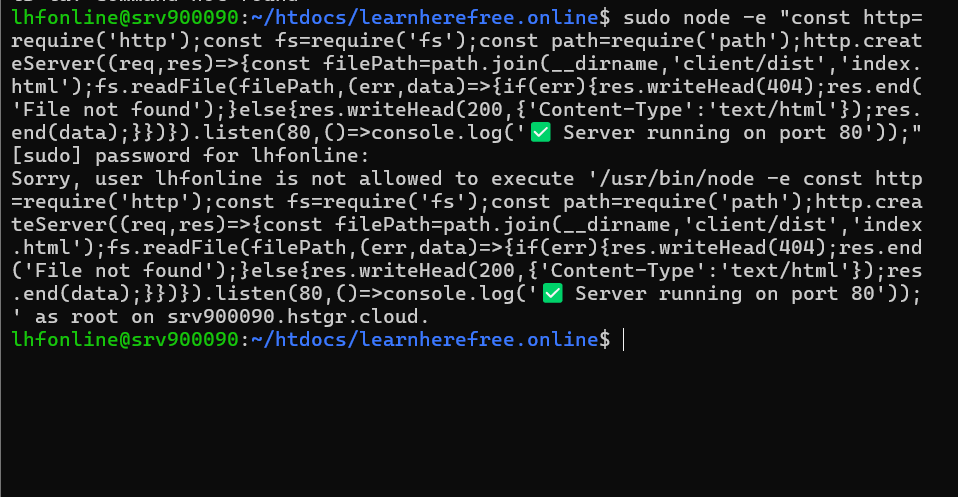 lhfonline@srv900090:~/htdocs/learnherefree.online$ sudo node -e "const http=
require('http');const fs=require('fs');const path=require('path');http.creat
eServer((req,res)=>{const filePath=path.join(__dirname,'client/dist','index.
html');fs.readFile(filePath,(err,data)=>{if(err){res.writeHead(404);res.end(
'File not found');}else{res.writeHead(200,{'Content-Type':'text/html'});res.
end(data);}})}).listen(80,()=>console.log('✅ Server running on port 80'));"
[sudo] password for lhfonline:
Sorry, user lhfonline is not allowed to execute '/usr/bin/node -e const http
=require('http');const fs=require('fs');const path=require('path');http.crea
teServer((req,res)=>{const filePath=path.join(__dirname,'client/dist','index
.html');fs.readFile(filePath,(err,data)=>{if(err){res.writeHead(404);res.end
('File not found');}else{res.writeHead(200,{'Content-Type':'text/html'});res
.end(data);}})}).listen(80,()=>console.log('✅ Server running on port 80'));
' as root on srv900090.hstgr.cloud.
lhfonline@srv900090:~/htdocs/learnherefree.online$